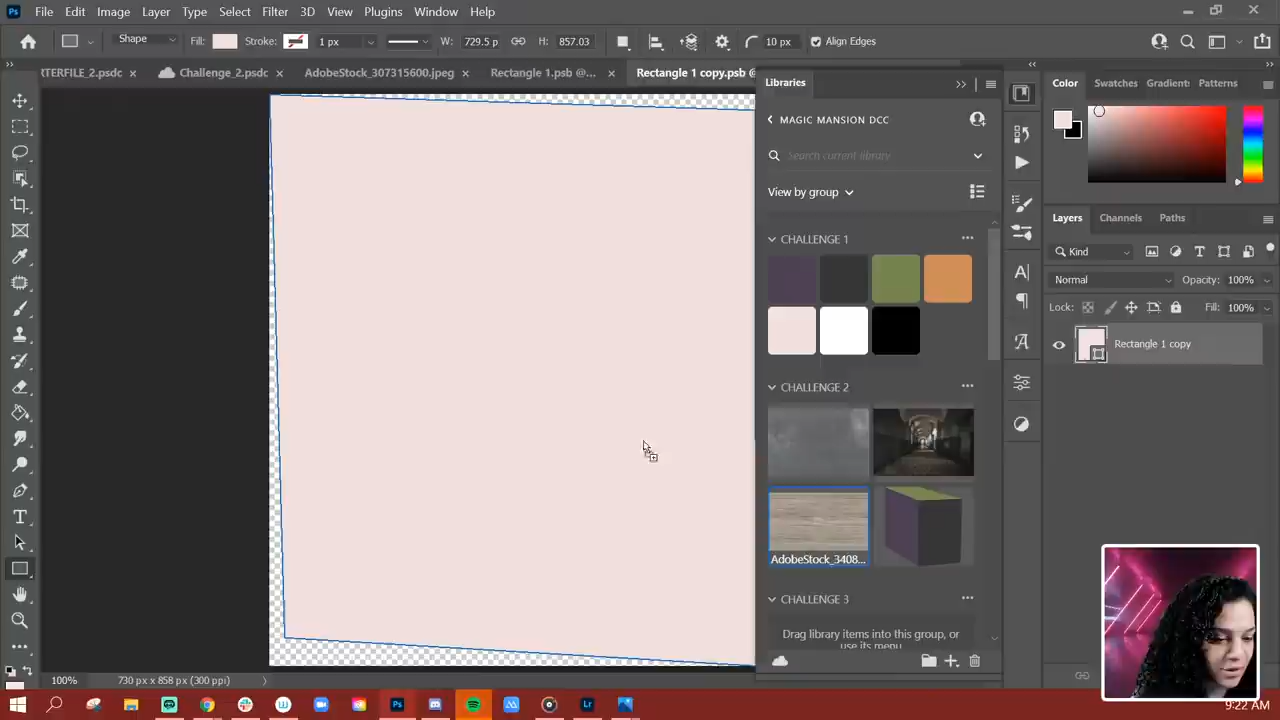 File Edit Image Layer Type Select Filter 3D View Plugins Window Help
Shape Fill: Stroke: 1 px W: 729.5 p H: 857.03 10 px Align Edges
RTERFILE_2.psdc Challenge_2.psdc AdobeStock_307315600.jpeg Rectangle 1.psb @... Rectangle 1 copy.psb @
Libraries
MAGIC MANSION DCC
Search current library
View by group
CHALLENGE 1
CHALLENGE 2
AdobeStock_3408...
CHALLENGE 3
Drag library items into this group, or
use its menu
Color Swatches Gradient Patterns
Layers Channels Paths
Kind
Normal Opacity: 100%
Lock: Fill: 100%
Rectangle 1 copy
100% 730 px x 858 px (300 ppi)
9:22 AM